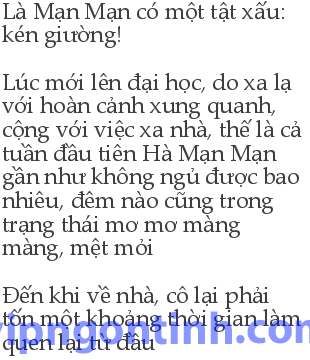 Là Mạn Mạn có một tật xấu:
kén giường!
Lúc mới lên đại học, do xa lạ
với hoàn cảnh xung quanh,
cộng với việc xa nhà, thế là cả
tuần đầu tiên Hà Mạn Mạn
gần như không ngủ được bao
nhiêu, đêm nào cũng trong
trạng thái mơ mơ màng
màng, mệt mỏi
Đến khi về nhà, cô lại phải
tốn một khoảng thời gian làm
quen lại từ đầu
vipngontinh.com